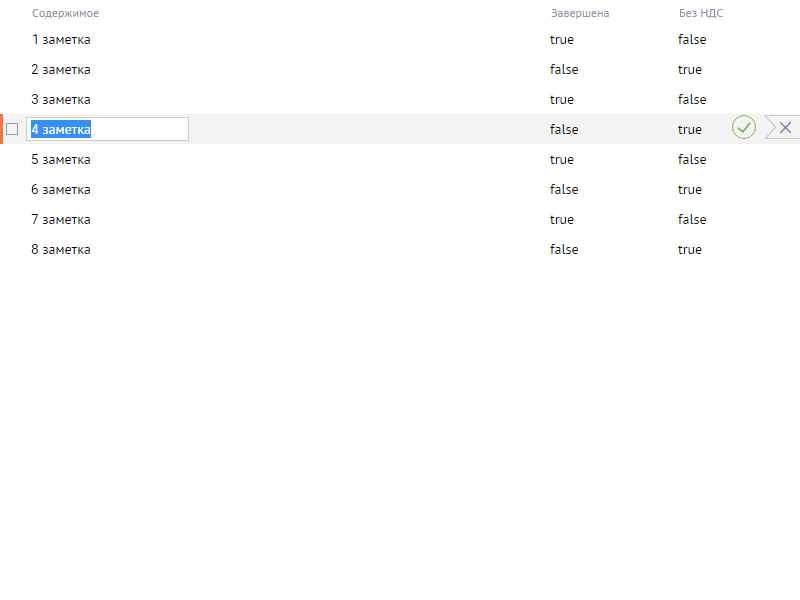 Содержимое Завершена Без НДС
1 заметка true false
2 заметка false true
3 заметка true false
4 заметка false true
5 заметка true false
6 заметка false true
7 заметка true false
8 заметка false true